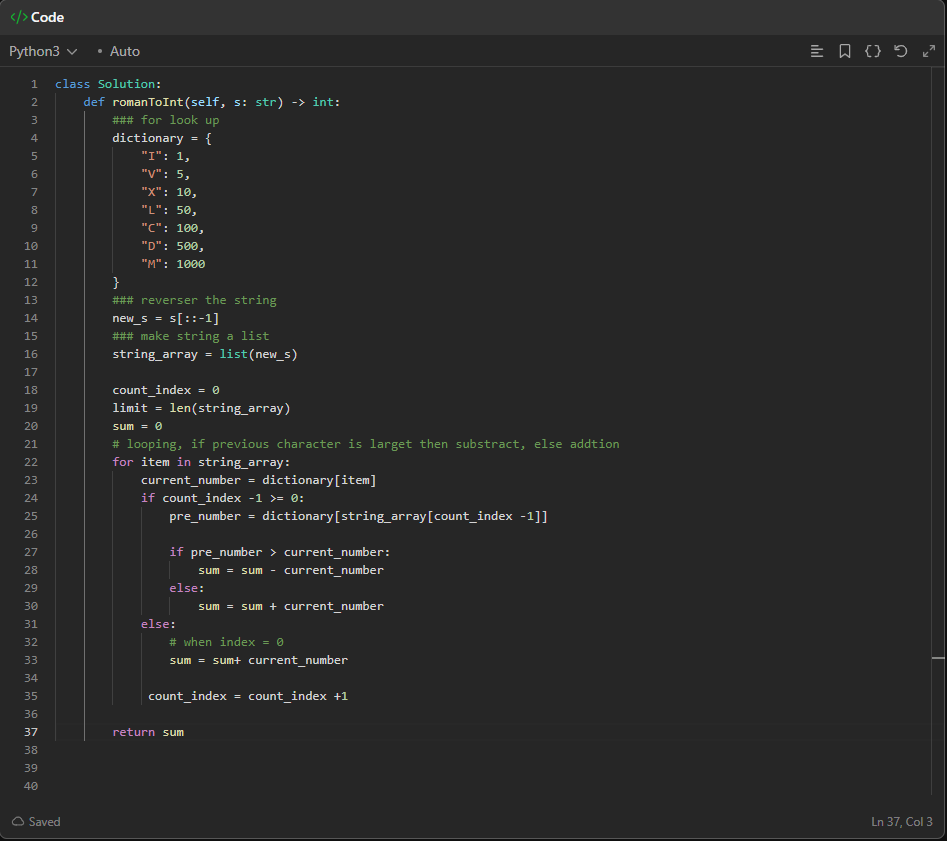 </> Code
Python3 • Auto
1 class Solution:
2     def romanToInt(self, s: str) -> int:
3         ### for look up
4         dictionary = {
5             "I": 1,
6             "V": 5,
7             "X": 10,
8             "L": 50,
9             "C": 100,
10             "D": 500,
11             "M": 1000
12         }
13         ### reverser the string
14         new_s = s[::-1]
15         ### make string a list
16         string_array = list(new_s)
17
18         count_index = 0
19         limit = len(string_array)
20         sum = 0
21         # looping, if previous character is larget then substract, else addtion
22         for item in string_array:
23             current_number = dictionary[item]
24             if count_index -1 >= 0:
25                 pre_number = dictionary[string_array[count_index -1]]
26
27                 if pre_number > current_number:
28                     sum = sum - current_number
29                 else:
30                     sum = sum + current_number
31             else:
32                 # when index = 0
33                 sum = sum+ current_number
34
35              count_index = count_index +1
36
37         return sum
38
39
40
Saved Ln 37, Col 3